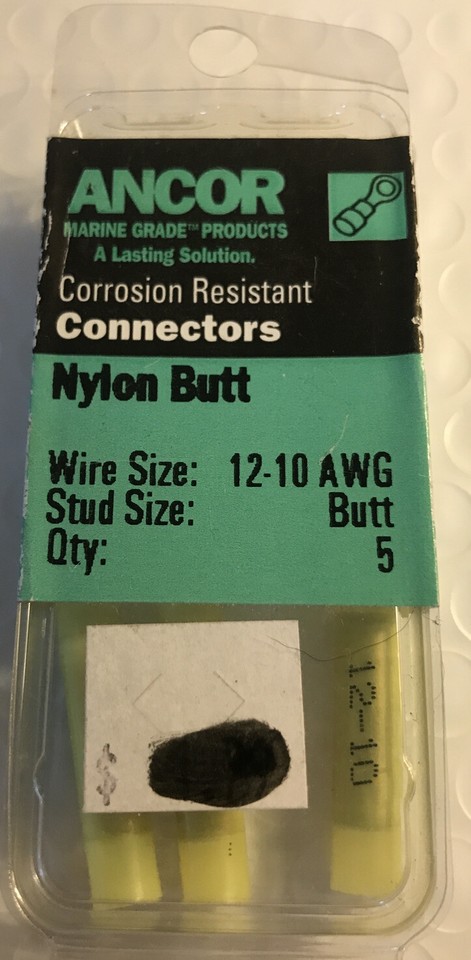 ANCOR
MARINE GRADE™ PRODUCTS
A Lasting Solution.
Corrosion Resistant
Connectors
Nylon Butt
Wire Size: 12-10 AWG
Stud Size: Butt
Qty: 5
$
12-10